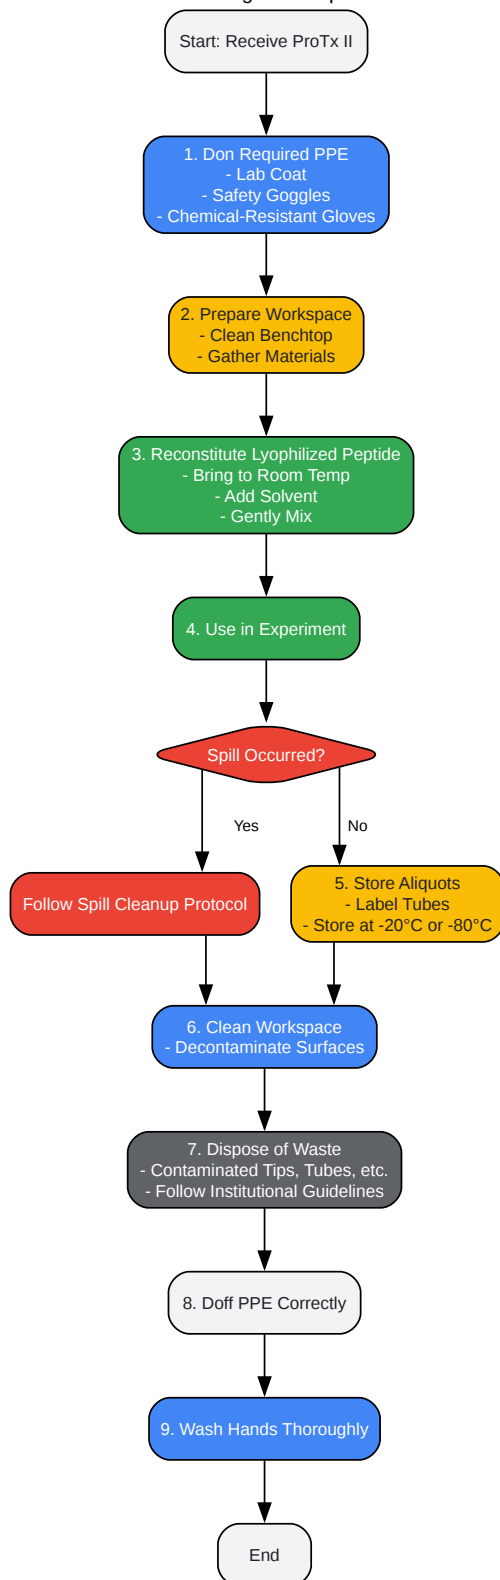 Start: Receive ProTx II
1. Don Required PPE
- Lab Coat
- Safety Goggles
- Chemical-Resistant Gloves
2. Prepare Workspace
- Clean Benchtop
- Gather Materials
3. Reconstitute Lyophilized Peptide
- Bring to Room Temp
- Add Solvent
- Gently Mix
4. Use in Experiment
Spill Occurred?
Yes
No
Follow Spill Cleanup Protocol
5. Store Aliquots
- Label Tubes
- Store at -20°C or -80°C
6. Clean Workspace
- Decontaminate Surfaces
7. Dispose of Waste
- Contaminated Tips, Tubes, etc.
- Follow Institutional Guidelines
8. Doff PPE Correctly
9. Wash Hands Thoroughly
End